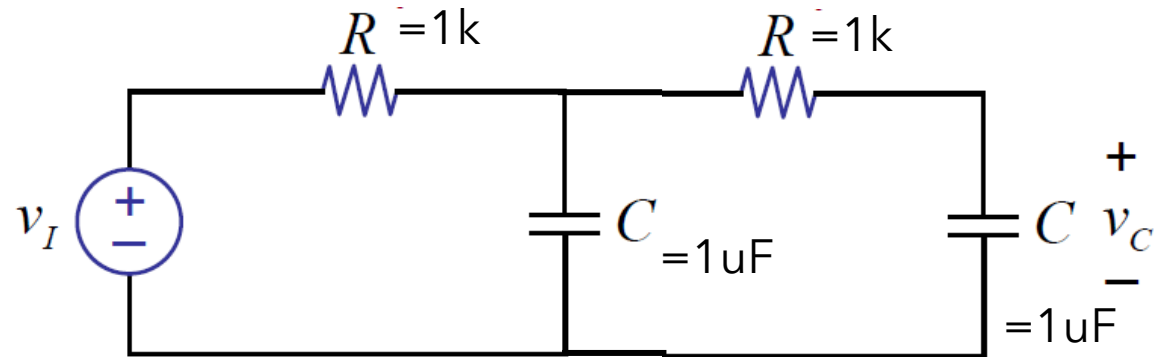 R =1k
R =1k
+
−
v_I
C
=1uF
C
=1uF
+
v_C
−